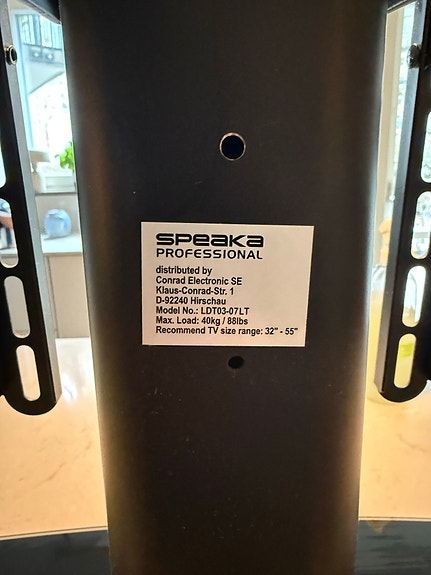 SPEAKA
PROFESSIONAL
distributed by
Conrad Electronic SE
Klaus-Conrad-Str. 1
D-92240 Hirschau
Model No.: LDT03-07LT
Max. Load: 40kg / 88lbs
Recommend TV size range: 32" - 55"